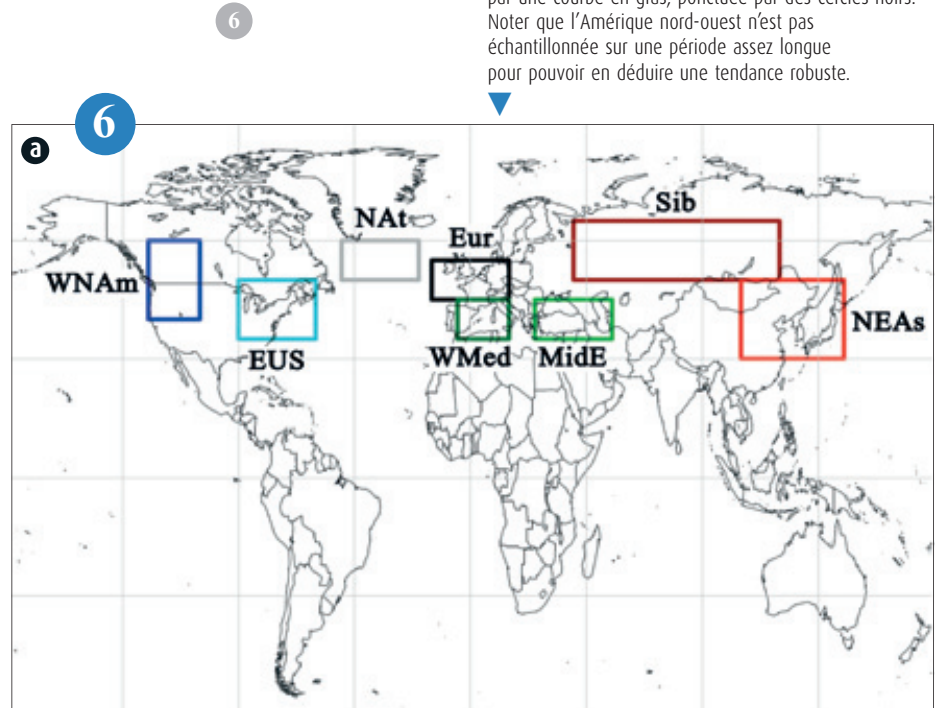 6
par une courbe en gras, ponctuée par des cercles noirs.
Noter que l'Amérique nord-ouest n'est pas
échantillonnée sur une période assez longue
pour pouvoir en déduire une tendance robuste.
6
a
Sib
NAt
Eur
WNAm
NEAs
EUS
WMed
MidE